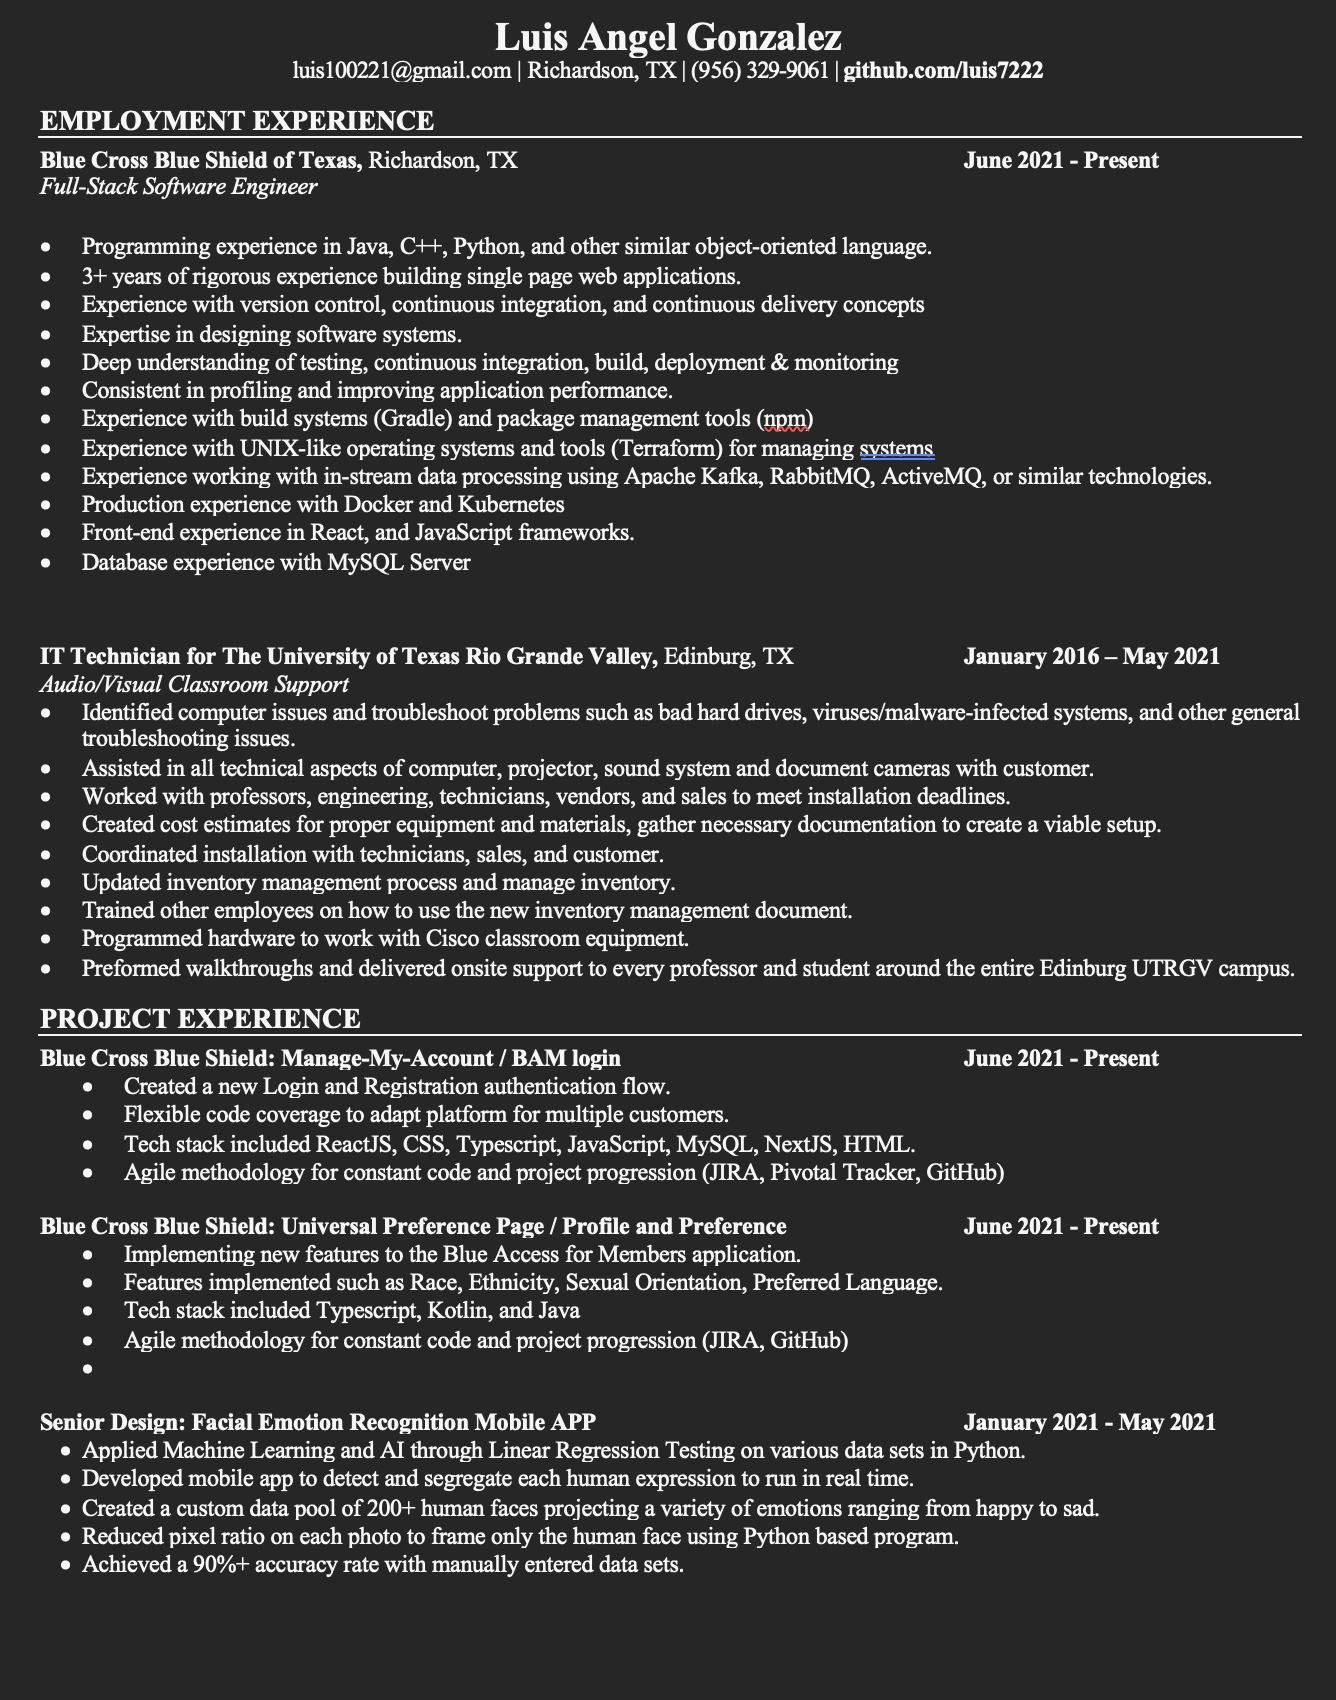 Luis Angel Gonzalez
luis100221@gmail.com | Richardson, TX | (956) 329-9061 | github.com/luis7222
EMPLOYMENT EXPERIENCE
Blue Cross Blue Shield of Texas, Richardson, TX June 2021 - Present
Full-Stack Software Engineer
• Programming experience in Java, C++, Python, and other similar object-oriented language.
• 3+ years of rigorous experience building single page web applications.
• Experience with version control, continuous integration, and continuous delivery concepts
• Expertise in designing software systems.
• Deep understanding of testing, continuous integration, build, deployment & monitoring
• Consistent in profiling and improving application performance.
• Experience with build systems (Gradle) and package management tools (npm)
• Experience with UNIX-like operating systems and tools (Terraform) for managing systems
• Experience working with in-stream data processing using Apache Kafka, RabbitMQ, ActiveMQ, or similar technologies.
• Production experience with Docker and Kubernetes
• Front-end experience in React, and JavaScript frameworks.
• Database experience with MySQL Server
IT Technician for The University of Texas Rio Grande Valley, Edinburg, TX January 2016 – May 2021
Audio/Visual Classroom Support
• Identified computer issues and troubleshoot problems such as bad hard drives, viruses/malware-infected systems, and other general
troubleshooting issues.
• Assisted in all technical aspects of computer, projector, sound system and document cameras with customer.
• Worked with professors, engineering, technicians, vendors, and sales to meet installation deadlines.
• Created cost estimates for proper equipment and materials, gather necessary documentation to create a viable setup.
• Coordinated installation with technicians, sales, and customer.
• Updated inventory management process and manage inventory.
• Trained other employees on how to use the new inventory management document.
• Programmed hardware to work with Cisco classroom equipment.
• Preformed walkthroughs and delivered onsite support to every professor and student around the entire Edinburg UTRGV campus.
PROJECT EXPERIENCE
Blue Cross Blue Shield: Manage-My-Account / BAM login June 2021 - Present
• Created a new Login and Registration authentication flow.
• Flexible code coverage to adapt platform for multiple customers.
• Tech stack included ReactJS, CSS, Typescript, JavaScript, MySQL, NextJS, HTML.
• Agile methodology for constant code and project progression (JIRA, Pivotal Tracker, GitHub)
Blue Cross Blue Shield: Universal Preference Page / Profile and Preference June 2021 - Present
• Implementing new features to the Blue Access for Members application.
• Features implemented such as Race, Ethnicity, Sexual Orientation, Preferred Language.
• Tech stack included Typescript, Kotlin, and Java
• Agile methodology for constant code and project progression (JIRA, GitHub)
•
Senior Design: Facial Emotion Recognition Mobile APP January 2021 - May 2021
• Applied Machine Learning and AI through Linear Regression Testing on various data sets in Python.
• Developed mobile app to detect and segregate each human expression to run in real time.
• Created a custom data pool of 200+ human faces projecting a variety of emotions ranging from happy to sad.
• Reduced pixel ratio on each photo to frame only the human face using Python based program.
• Achieved a 90%+ accuracy rate with manually entered data sets.